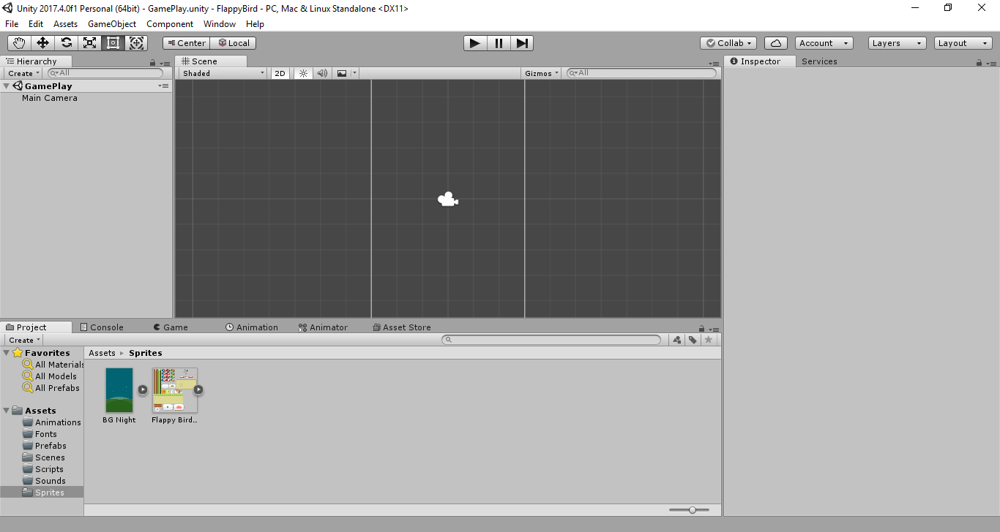 Unity 2017.4.0f1 Personal (64bit) - GamePlay.unity - FlappyBird - PC, Mac & Linux Standalone <DX11>
File Edit Assets GameObject Component Window Help
Center Local Collab Account Layers Layout
Hierarchy
Create All
GamePlay
Main Camera
Scene
Shaded 2D Gizmos All
Inspector Services
Project Console Game Animation Animator Asset Store
Create
Favorites
All Materials
All Models
All Prefabs
Assets
Animations
Fonts
Prefabs
Scenes
Scripts
Sounds
Sprites
Assets Sprites
BG Night Flappy Bird...